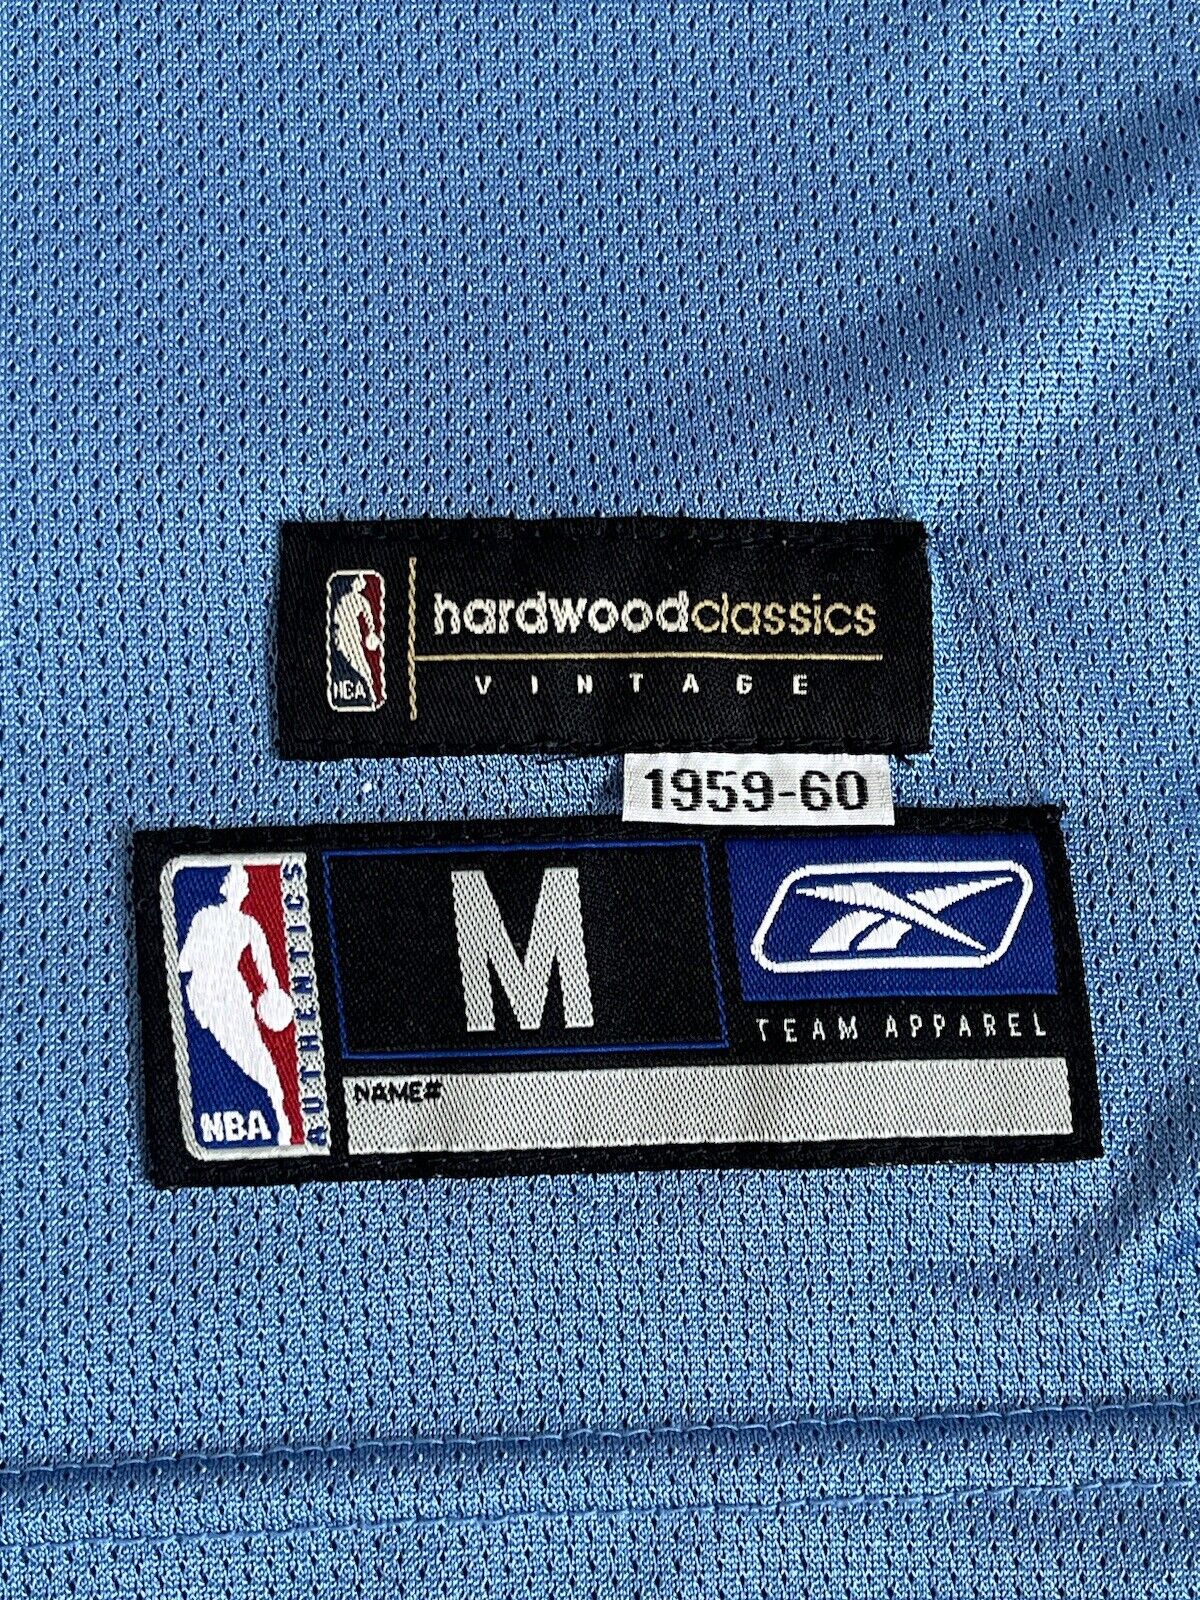 hardwoodclassics
NBA
VINTAGE
1959-60
M
NBA
AUTHENTICS
TEAM APPAREL
NAME#